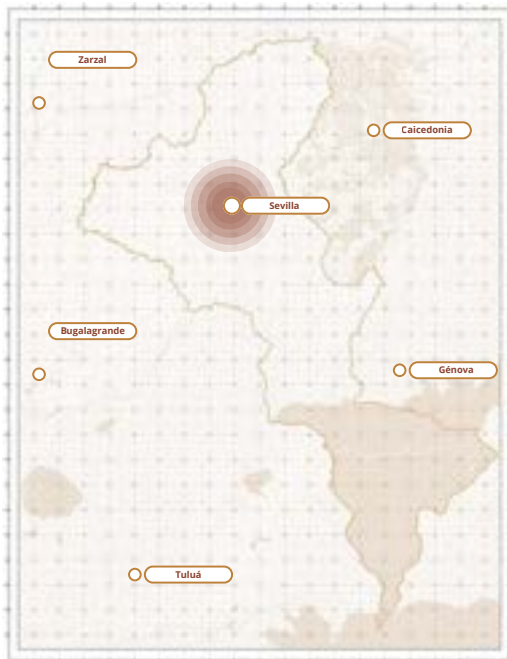 Zarzal
Caicedonia
Sevilla
Bugalagrande
Génova
Tuluá